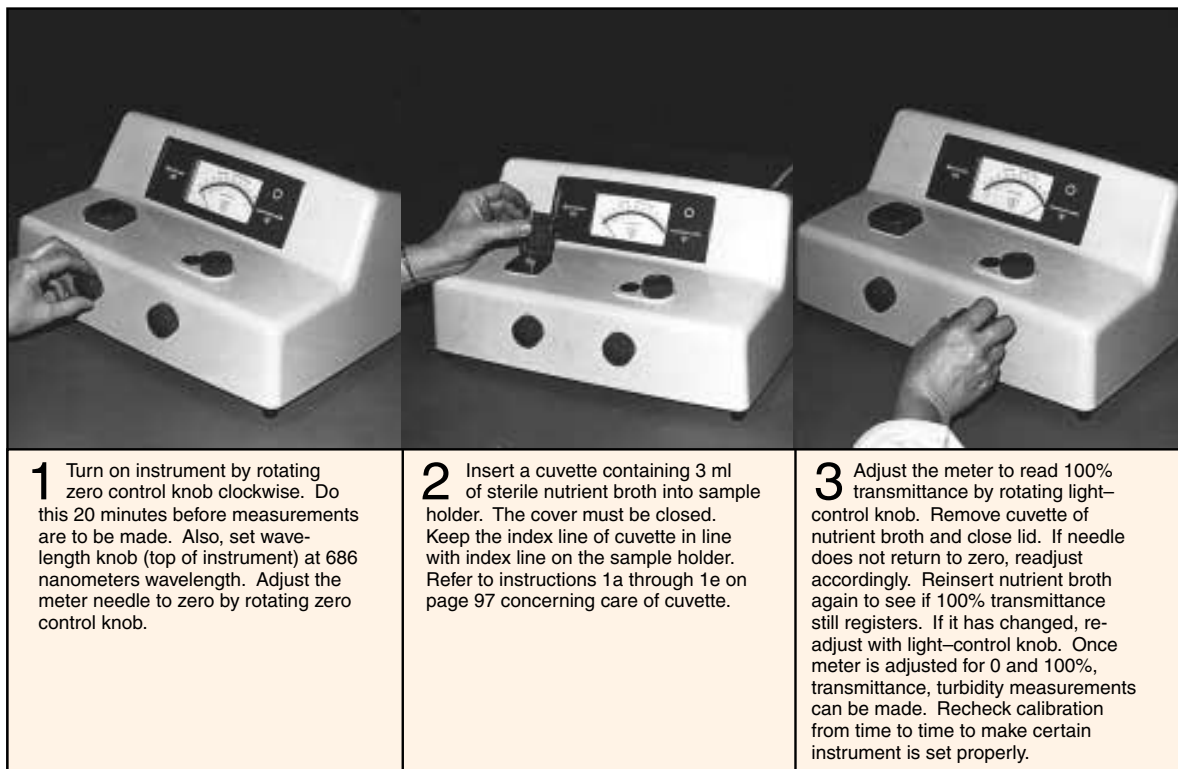 1 Turn on instrument by rotating
zero control knob clockwise. Do
this 20 minutes before measurements
are to be made. Also, set wave-
length knob (top of instrument) at 686
nanometers wavelength. Adjust the
meter needle to zero by rotating zero
control knob.
2 Insert a cuvette containing 3 ml
of sterile nutrient broth into sample
holder. The cover must be closed.
Keep the index line of cuvette in line
with index line on the sample holder.
Refer to instructions 1a through 1e on
page 97 concerning care of cuvette.
3 Adjust the meter to read 100%
transmittance by rotating light–
control knob. Remove cuvette of
nutrient broth and close lid. If needle
does not return to zero, readjust
accordingly. Reinsert nutrient broth
again to see if 100% transmittance
still registers. If it has changed, re-
adjust with light–control knob. Once
meter is adjusted for 0 and 100%,
transmittance, turbidity measurements
can be made. Recheck calibration
from time to time to make certain
instrument is set properly.